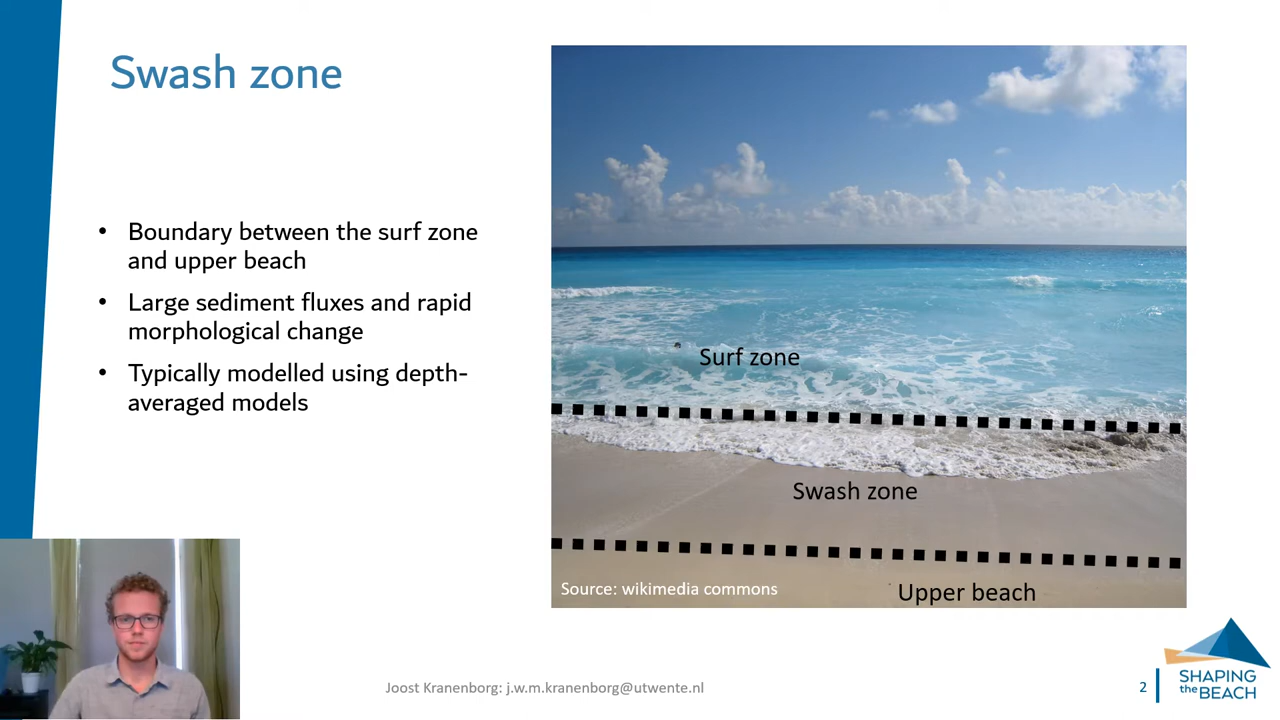 Swash zone
• Boundary between the surf zone
and upper beach
• Large sediment fluxes and rapid
morphological change
• Typically modelled using depth-
averaged models
Surf zone
Swash zone
Source: wikimedia commons
Upper beach
Joost Kranenborg: j.w.m.kranenborg@utwente.nl
2
SHAPING
the BEACH